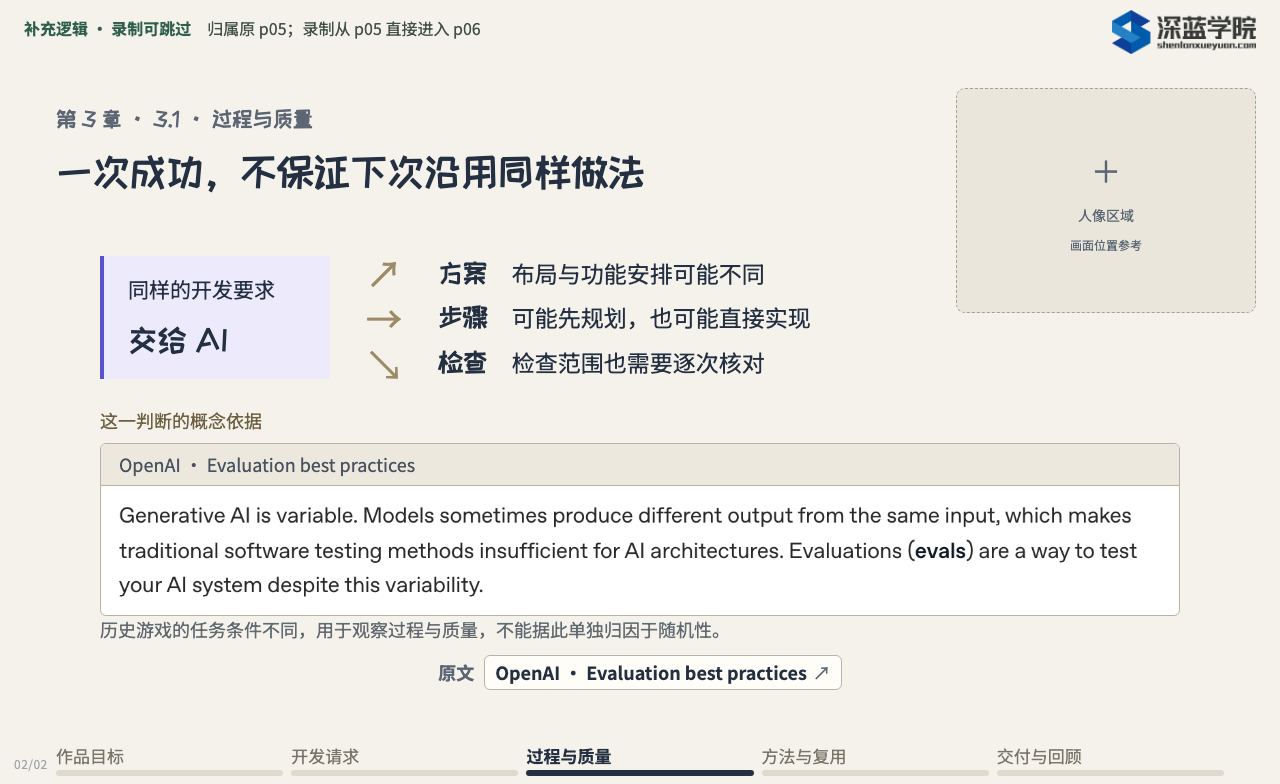 补充逻辑 · 录制可跳过 归属原 p05；录制从 p05 直接进入 p06
深蓝学院
shenlanxueyuan.com
第 3 章 · 3.1 · 过程与质量
一次成功，不保证下次沿用同样做法
人像区域
画面位置参考
同样的开发要求
交给 AI
↗ 方案 布局与功能安排可能不同
→ 步骤 可能先规划，也可能直接实现
↘ 检查 检查范围也需要逐次核对
这一判断的概念依据
OpenAI · Evaluation best practices
Generative AI is variable. Models sometimes produce different output from the same input, which makes
traditional software testing methods insufficient for AI architectures. Evaluations (evals) are a way to test
your AI system despite this variability.
历史游戏的任务条件不同，用于观察过程与质量，不能据此单独归因于随机性。
原文 OpenAI · Evaluation best practices ↗
02/02 作品目标 开发请求 过程与质量 方法与复用 交付与回顾